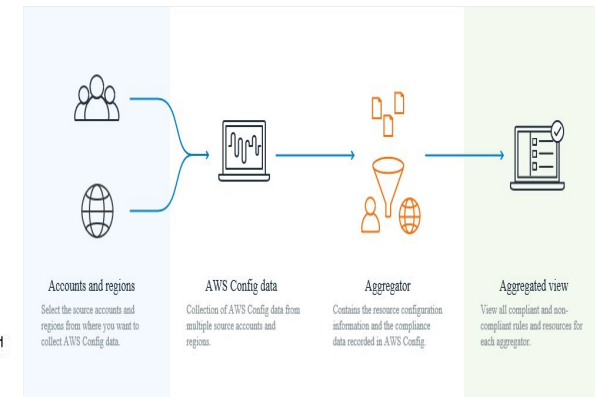 Accounts and regions
Select the source accounts and
regions from where you want to
collect AWS Config data.
AWS Config data
Collection of AWS Config data from
multiple source accounts and
regions.
Aggregator
Contains the resource configuration
information and the compliance
data recorded in AWS Config.
Aggregated view
View all compliant and non-
compliant rules and resources for
each aggregator.